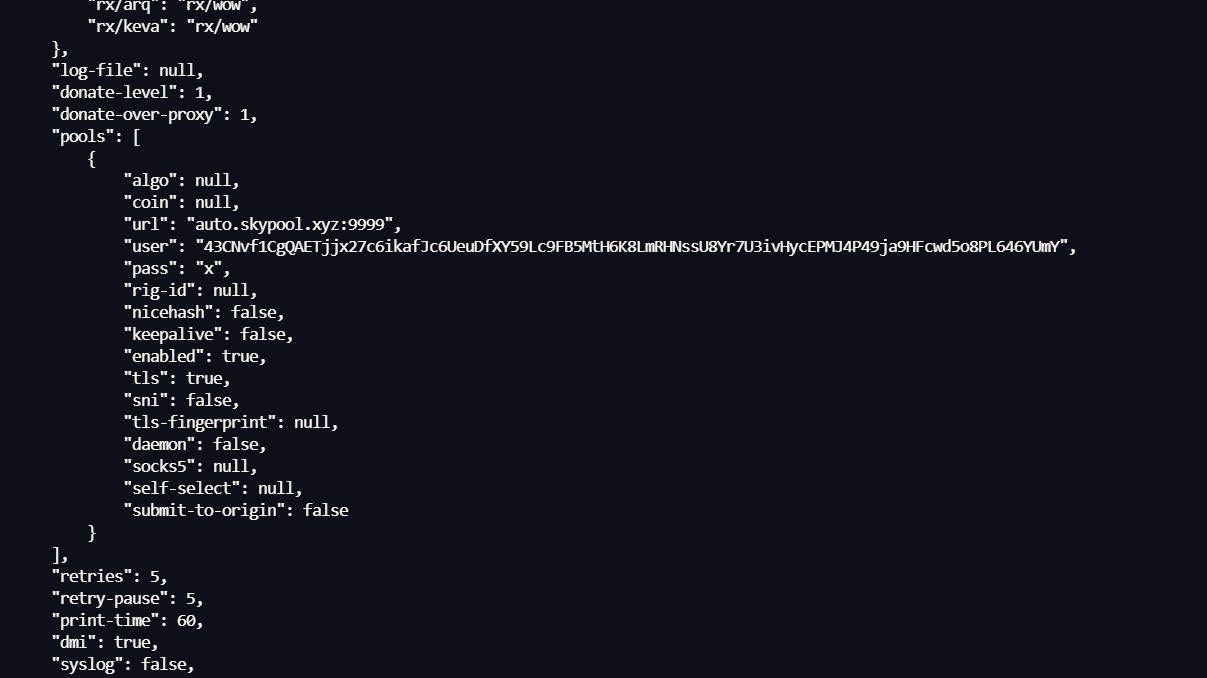 "rx/arq": "rx/wow",
"rx/keva": "rx/wow"
},
"log-file": null,
"donate-level": 1,
"donate-over-proxy": 1,
"pools": [
{
"algo": null,
"coin": null,
"url": "auto.skypool.xyz:9999",
"user": "43CNvf1CgQAETjjx27c6ikafJc6UeuDfXY59Lc9FB5MtH6K8LmRHNssU8Yr7U3ivHycEPMJ4P49ja9HFcwd5o8PL646YUmY",
"pass": "x",
"rig-id": null,
"nicehash": false,
"keepalive": false,
"enabled": true,
"tls": true,
"sni": false,
"tls-fingerprint": null,
"daemon": false,
"socks5": null,
"self-select": null,
"submit-to-origin": false
}
],
"retries": 5,
"retry-pause": 5,
"print-time": 60,
"dmi": true,
"syslog": false,